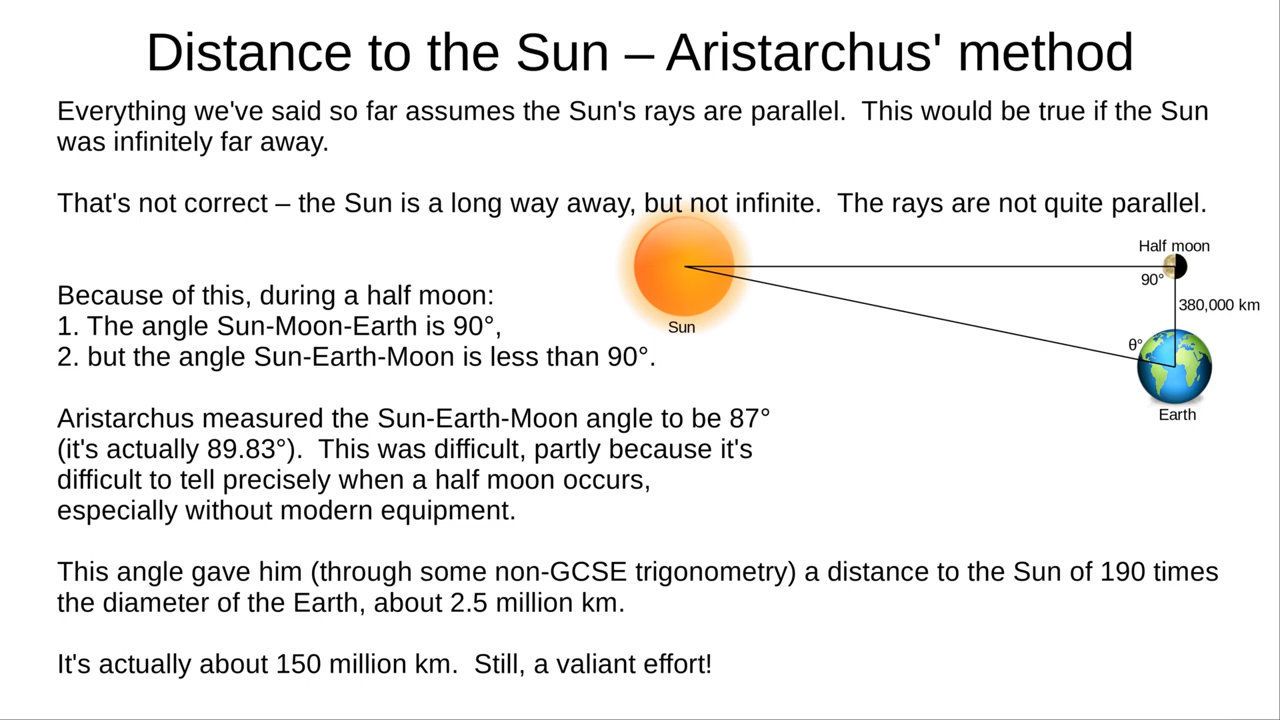 Distance to the Sun – Aristarchus' method
Everything we've said so far assumes the Sun's rays are parallel.  This would be true if the Sun
was infinitely far away.
That's not correct – the Sun is a long way away, but not infinite.  The rays are not quite parallel.
Half moon
90°
380,000 km
Sun
θ°
Earth
Because of this, during a half moon:
1. The angle Sun-Moon-Earth is 90°,
2. but the angle Sun-Earth-Moon is less than 90°.
Aristarchus measured the Sun-Earth-Moon angle to be 87°
(it's actually 89.83°).  This was difficult, partly because it's
difficult to tell precisely when a half moon occurs,
especially without modern equipment.
This angle gave him (through some non-GCSE trigonometry) a distance to the Sun of 190 times
the diameter of the Earth, about 2.5 million km.
It's actually about 150 million km.  Still, a valiant effort!